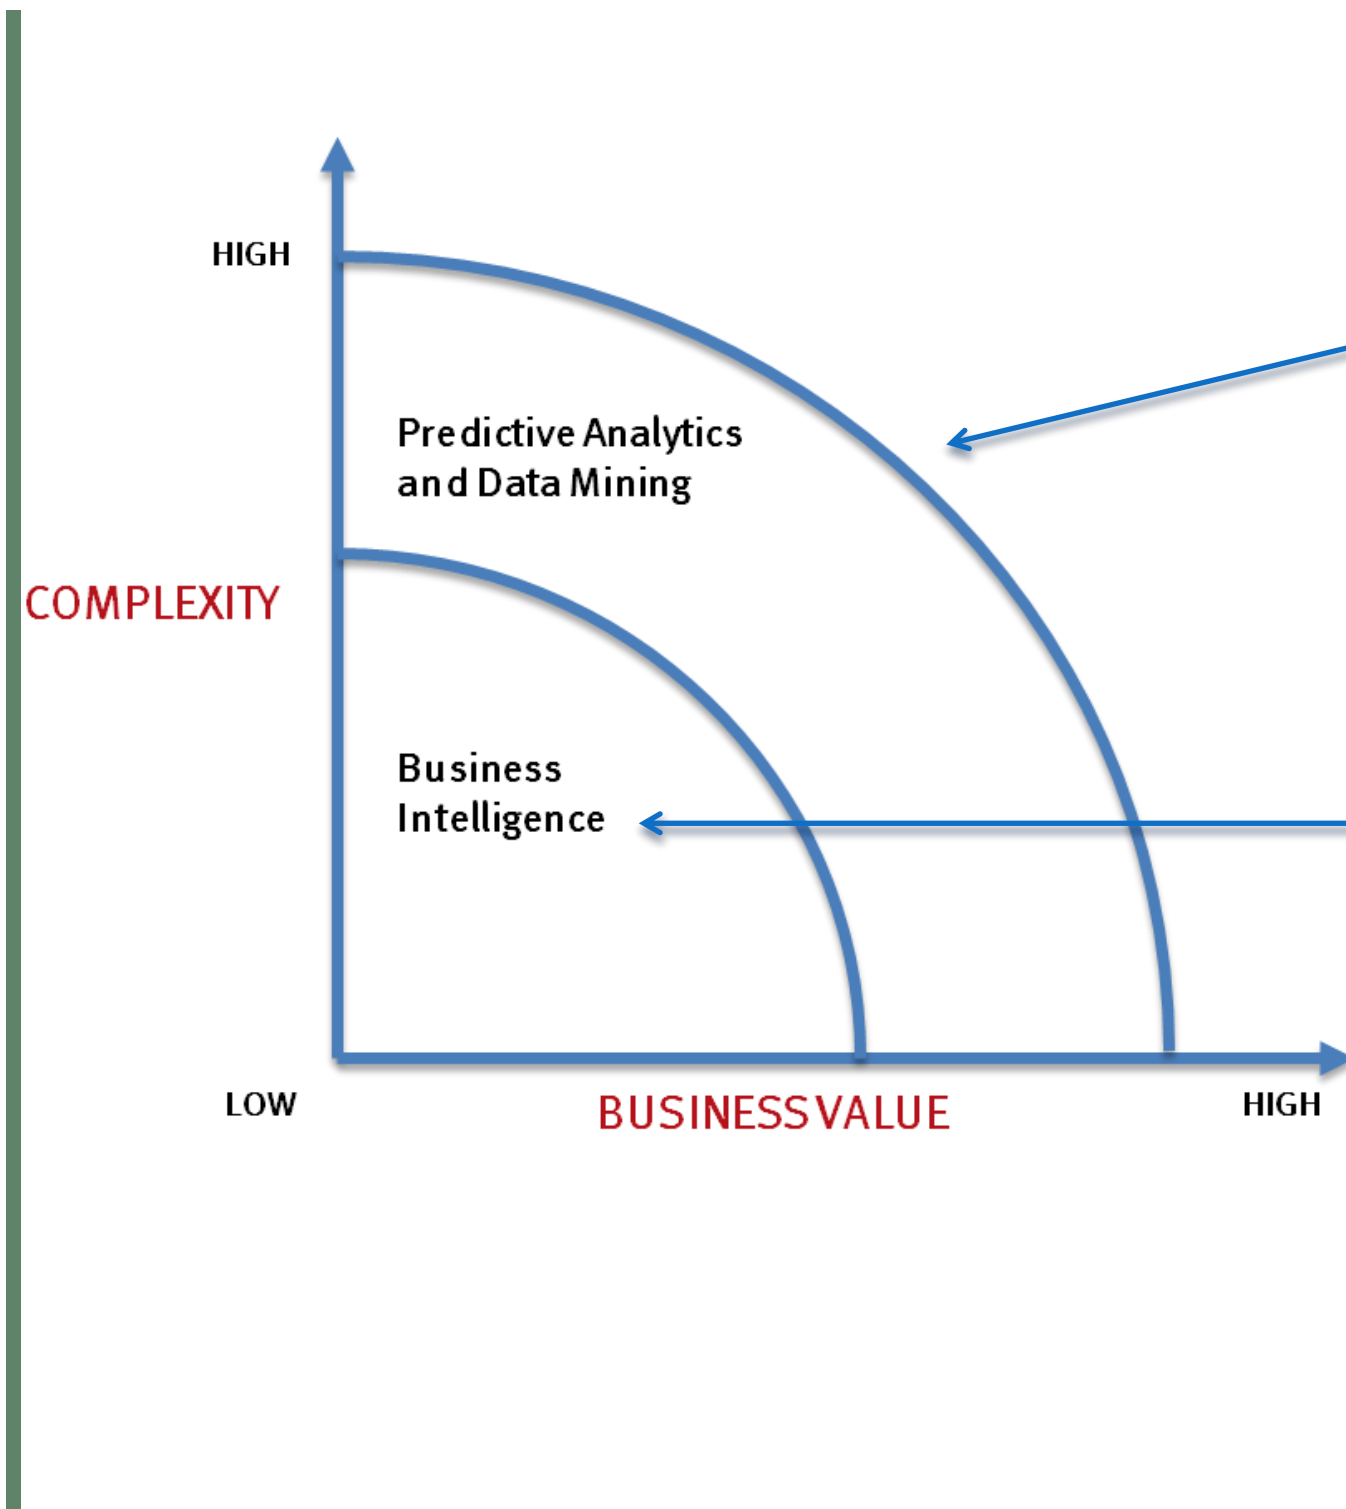 HIGH
Predictive Analytics
and Data Mining
COMPLEXITY
Business
Intelligence
LOW
BUSINESS VALUE
HIGH